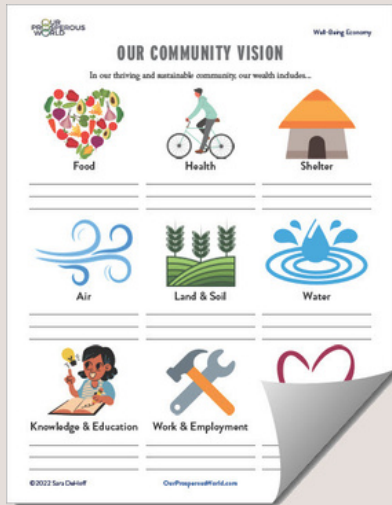 OUR
PROSPEROUS
WORLD
Well-Being Economy
OUR COMMUNITY VISION
In our thriving and sustainable community, our wealth includes...
Food
Health
Shelter
Air
Land & Soil
Water
Knowledge & Education
Work & Employment
©2022 Sara DeHoff
OurProsperousWorld.com